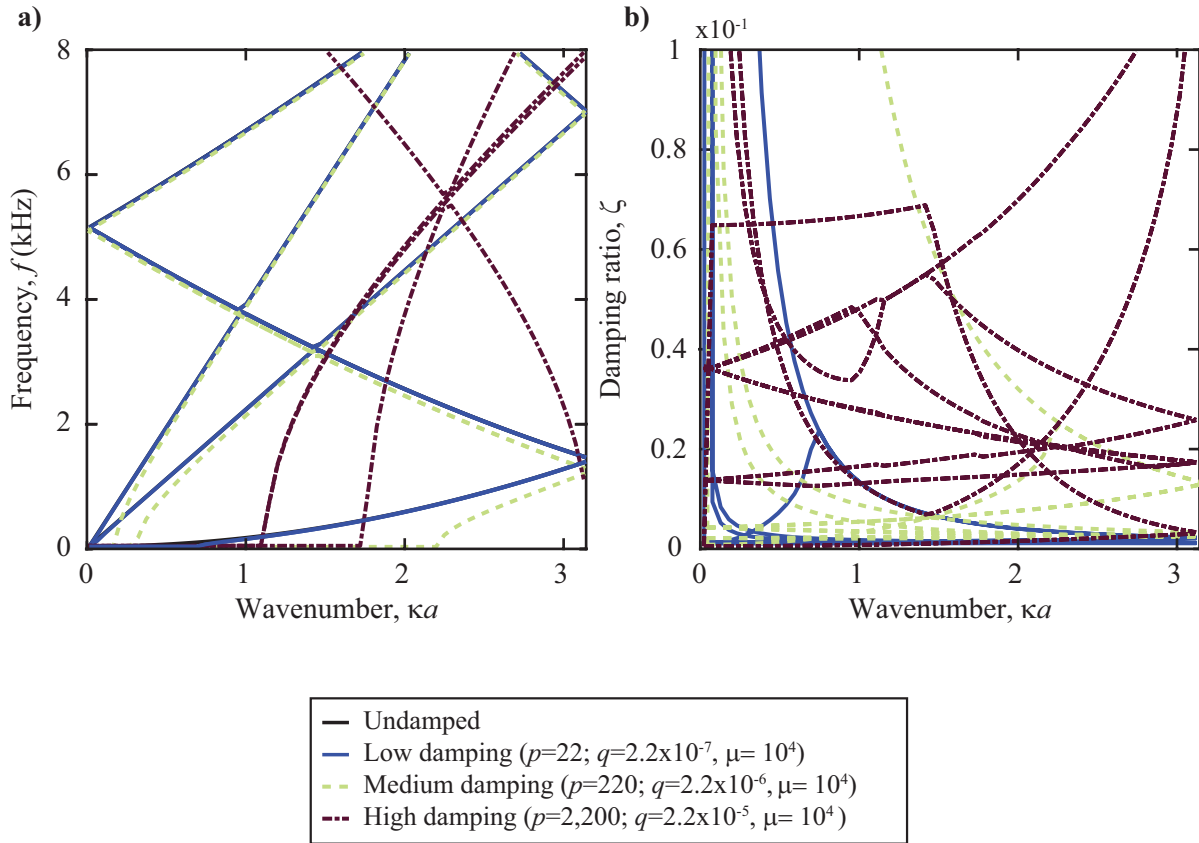 a)
8
6
4
2
0
0
1
2
3
Frequency, f (kHz)
Wavenumber, κa
b)
x10⁻¹
1
0.8
0.6
0.4
0.2
0
0
1
2
3
Damping ratio, ζ
Wavenumber, κa
Undamped
Low damping (p=22; q=2.2x10⁻⁷, μ= 10⁴)
Medium damping (p=220; q=2.2x10⁻⁶, μ= 10⁴)
High damping (p=2,200; q=2.2x10⁻⁵, μ= 10⁴)